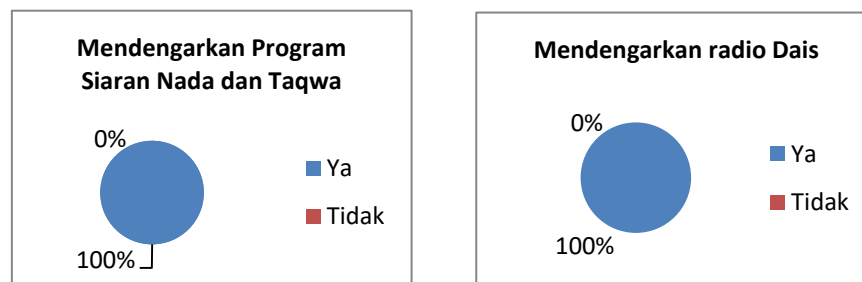 Mendengarkan Program
Siaran Nada dan Taqwa
0%
100%
Ya
Tidak
Mendengarkan radio Dais
0%
100%
Ya
Tidak